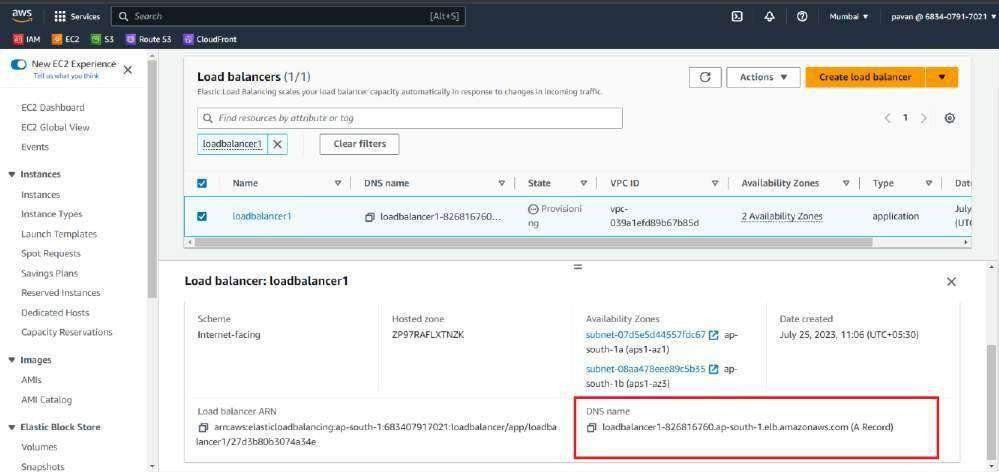 aws
Services
Search
[Alt+S]
Mumbai
pavan @ 6834-0791-7021
IAM
EC2
S3
Route 53
CloudFront
New EC2 Experience
Tell us what you think
EC2 Dashboard
EC2 Global View
Events
Instances
Instances
Instance Types
Launch Templates
Spot Requests
Savings Plans
Reserved Instances
Dedicated Hosts
Capacity Reservations
Images
AMIs
AMI Catalog
Elastic Block Store
Volumes
Snapshots
Load balancers (1/1)
Elastic Load Balancing scales your load balancer capacity automatically in response to changes in incoming traffic.
Actions
Create load balancer
Find resources by attribute or tag
1
loadbalancer1
Clear filters
Name
DNS name
State
VPC ID
Availability Zones
Type
Date
loadbalancer1
loadbalancer1-826816760...
Provisioni
ng
vpc-
039a1efd89b67b85d
2 Availability Zones
application
July
(UTC
Load balancer: loadbalancer1
Scheme
Internet-facing
Hosted zone
ZP97RAFLXTNZK
Availability Zones
subnet-07d5e5d44557fdc67 ap-
south-1a (aps1-az1)
subnet-08aa478eee89c5b35 ap-
south-1b (aps1-az3)
Date created
July 25, 2023, 11:06 (UTC+05:30)
Load balancer ARN
arn:aws:elasticloadbalancing:ap-south-1:683407917021:loadbalancer/app/loadba
lancer1/27d3b80b3074a34e
DNS name
loadbalancer1-826816760.ap-south-1.elb.amazonaws.com (A Record)